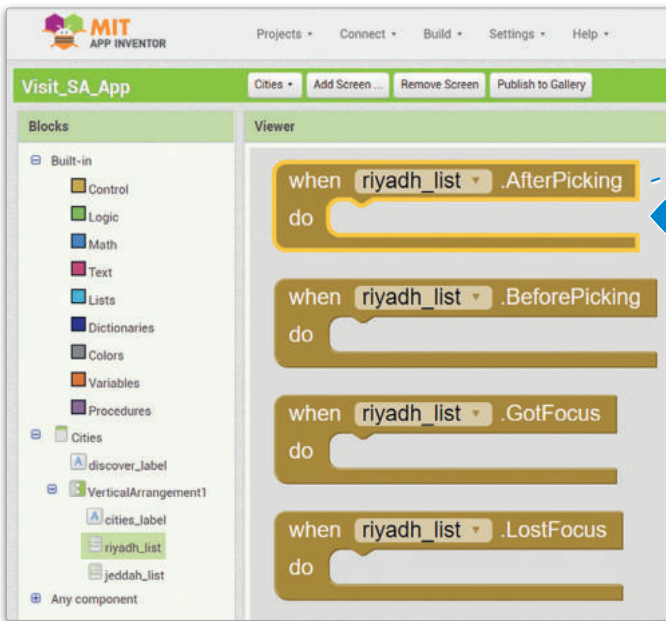 MIT
APP INVENTOR
Projects Connect Build Settings Help
Visit_SA_App
Cities Add Screen ... Remove Screen Publish to Gallery
Blocks
Built-in
Control
Logic
Math
Text
Lists
Dictionaries
Colors
Variables
Procedures
Cities
A discover_label
VerticalArrangement1
A cities_label
riyadh_list
jeddah_list
Any component
Viewer
when riyadh_list .AfterPicking
do
when riyadh_list .BeforePicking
do
when riyadh_list .GotFocus
do
when riyadh_list .LostFocus
do